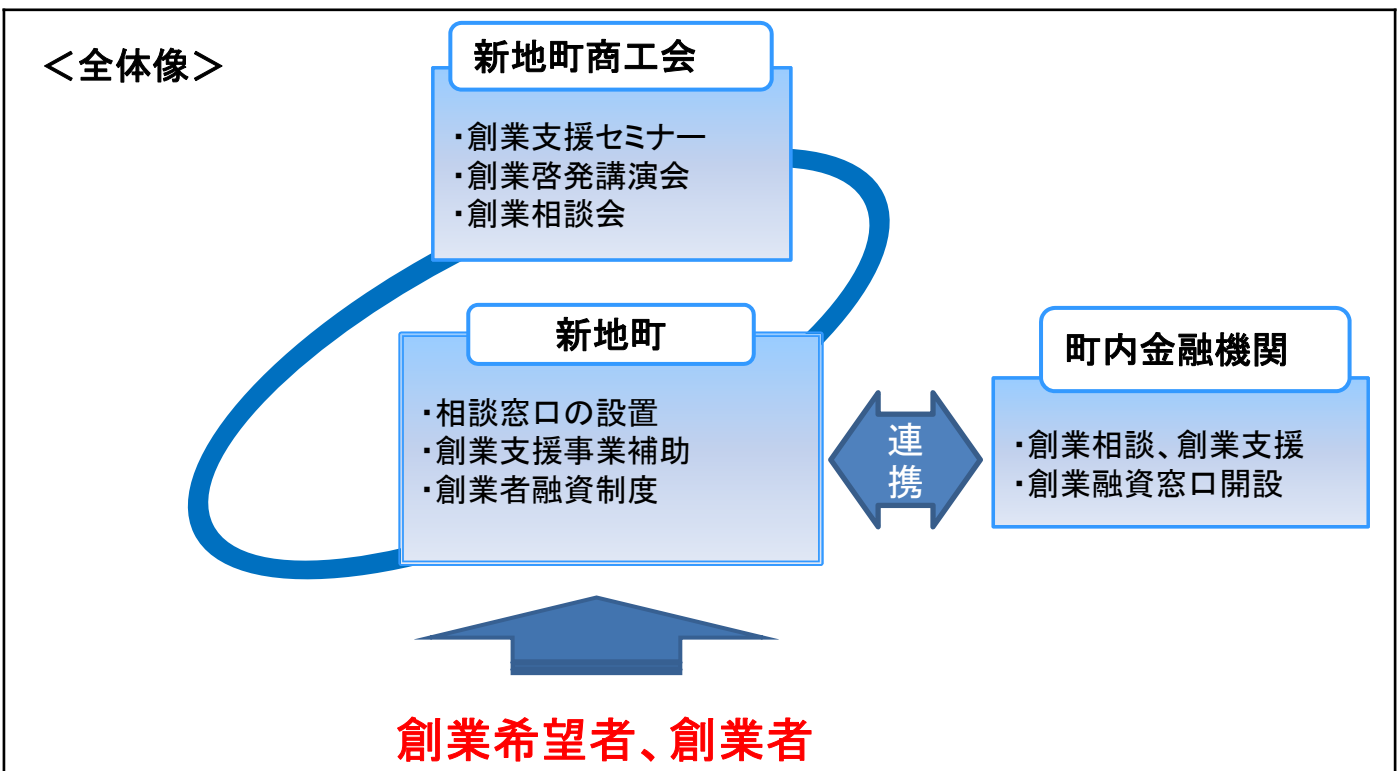 ＜全体像＞
新地町商工会
・創業支援セミナー
・創業啓発講演会
・創業相談会
新地町
・相談窓口の設置
・創業支援事業補助
・創業者融資制度
連携
町内金融機関
・創業相談、創業支援
・創業融資窓口開設
創業希望者、創業者